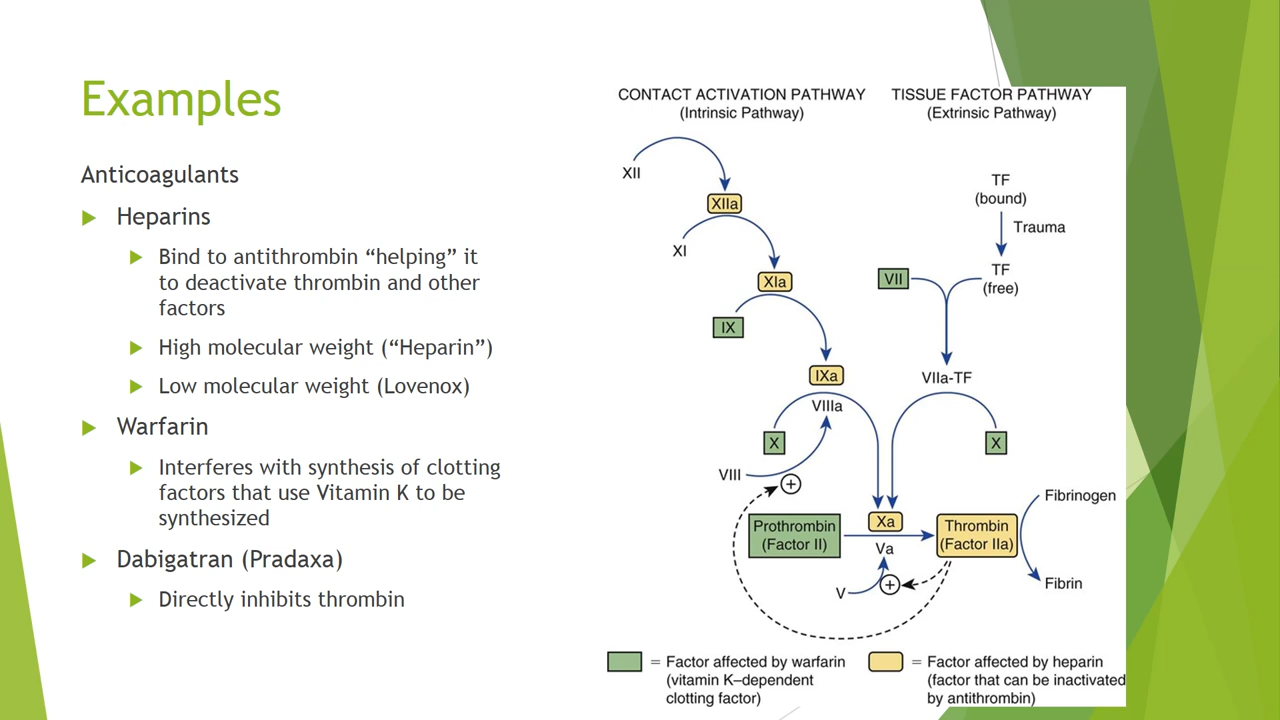 Examples
Anticoagulants
Heparins
Bind to antithrombin “helping” it
to deactivate thrombin and other
factors
High molecular weight (“Heparin”)
Low molecular weight (Lovenox)
Warfarin
Interferes with synthesis of clotting
factors that use Vitamin K to be
synthesized
Dabigatran (Pradaxa)
Directly inhibits thrombin
CONTACT ACTIVATION PATHWAY
(Intrinsic Pathway)
TISSUE FACTOR PATHWAY
(Extrinsic Pathway)
XII
XIIa
XI
XIa
IX
IXa
VIIIa
X
VIII
+
TF
(bound)
Trauma
TF
(free)
VII
VIIa-TF
X
Prothrombin
(Factor II)
Xa
Va
V
+
Thrombin
(Factor IIa)
Fibrinogen
Fibrin
= Factor affected by warfarin
(vitamin K–dependent
clotting factor)
= Factor affected by heparin
(factor that can be inactivated
by antithrombin)